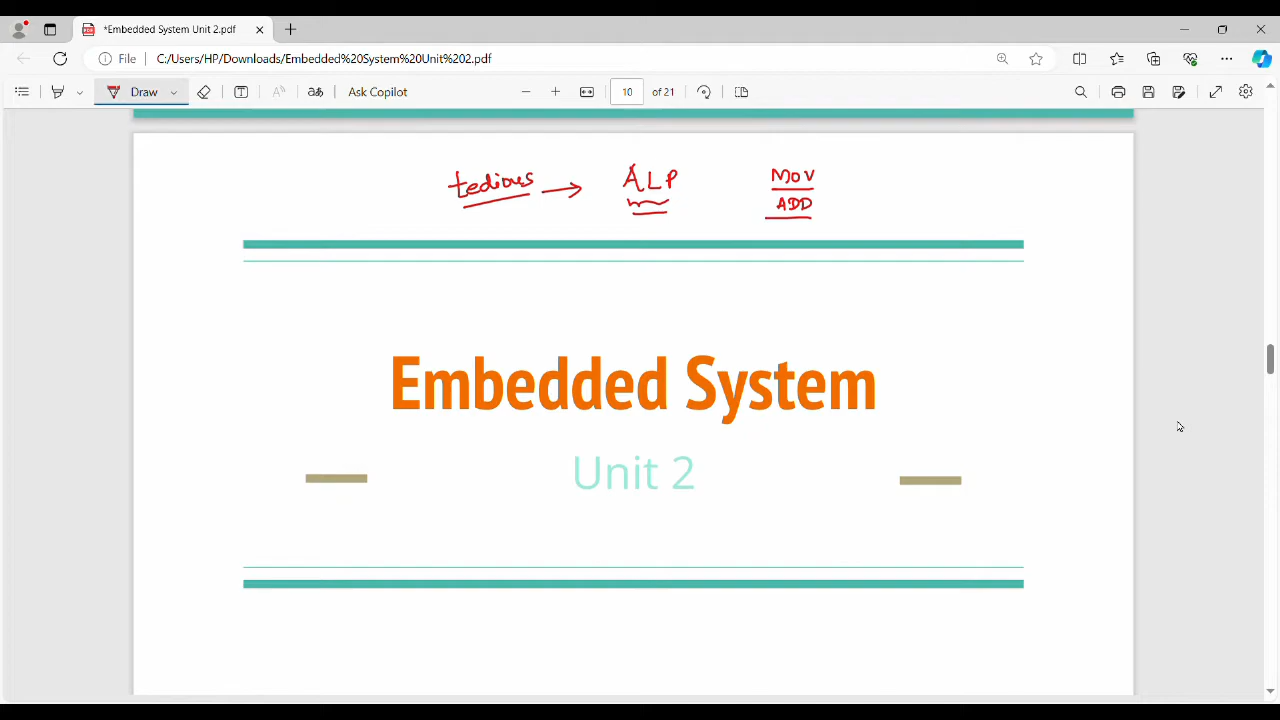 *Embedded System Unit 2.pdf
File C:/Users/HP/Downloads/Embedded%20System%20Unit%202.pdf
Draw Ask Copilot 10 of 21
tedious → ALP MOV
ADD
Embedded System
Unit 2